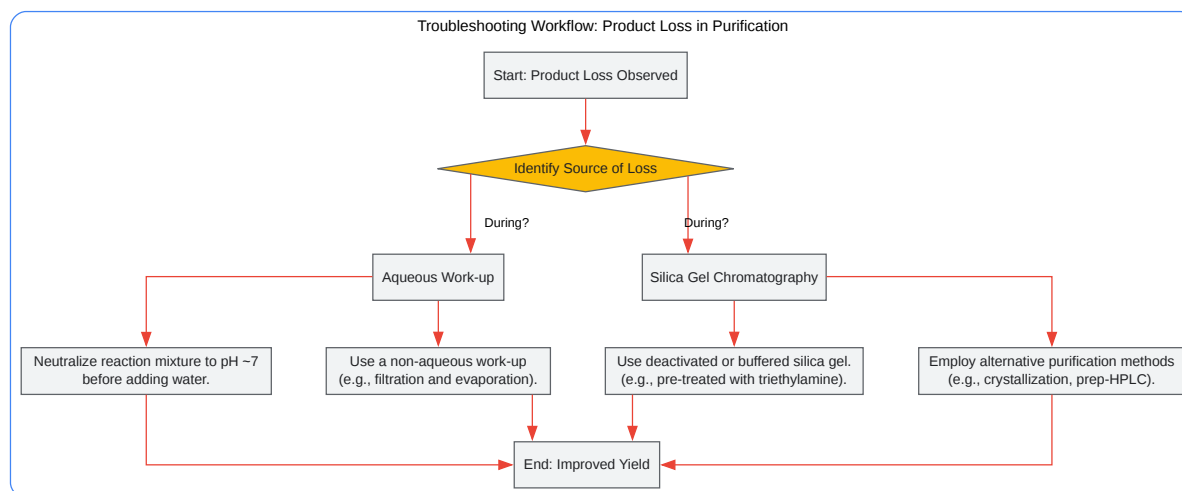 Troubleshooting Workflow: Product Loss in Purification
Start: Product Loss Observed
Identify Source of Loss
During?
During?
Aqueous Work-up
Silica Gel Chromatography
Neutralize reaction mixture to pH ~7
before adding water.
Use a non-aqueous work-up
(e.g., filtration and evaporation).
Use deactivated or buffered silica gel.
(e.g., pre-treated with triethylamine).
Employ alternative purification methods
(e.g., crystallization, prep-HPLC).
End: Improved Yield